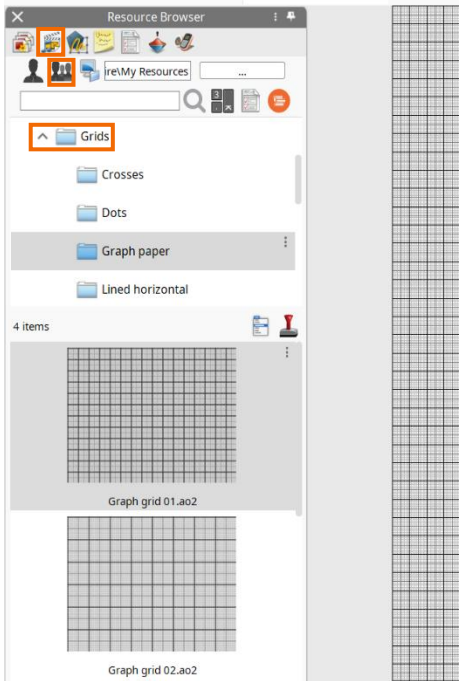 Resource Browser
ire\My Resources ...
Grids
Crosses
Dots
Graph paper
Lined horizontal
4 items
Graph grid 01.ao2
Graph grid 02.ao2